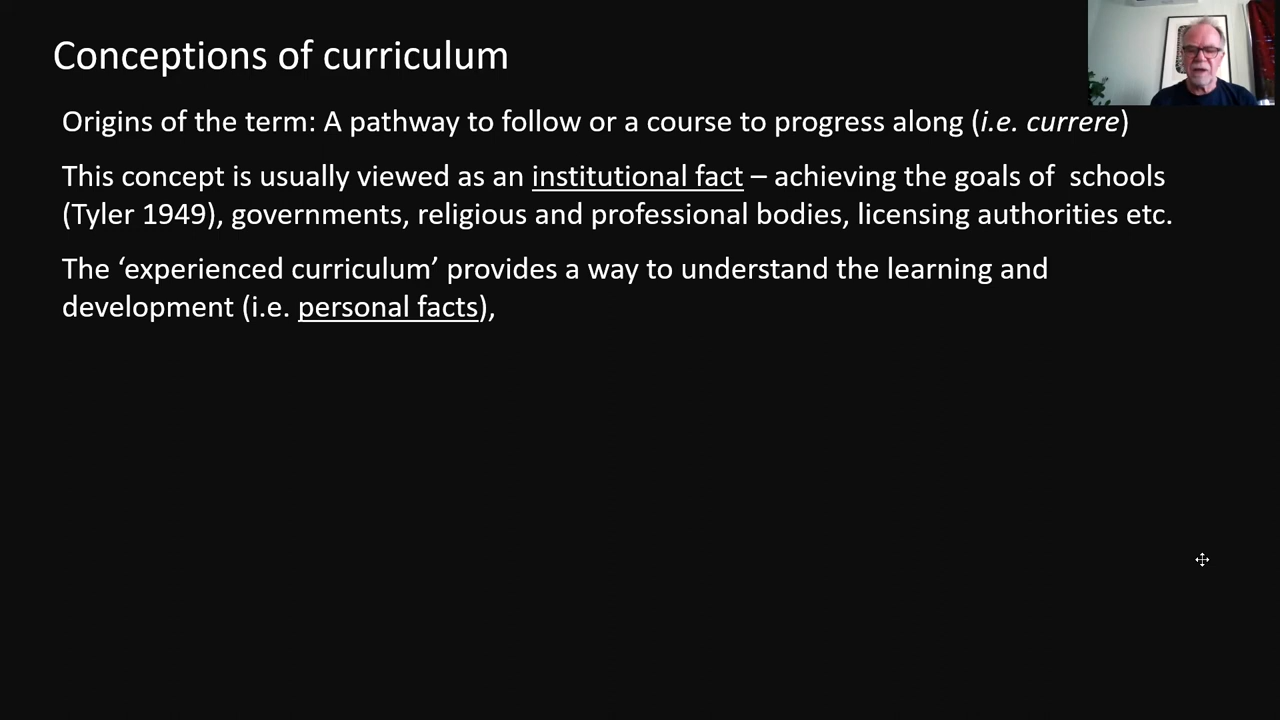 Conceptions of curriculum
Origins of the term: A pathway to follow or a course to progress along (i.e. currere)
This concept is usually viewed as an institutional fact – achieving the goals of  schools
(Tyler 1949), governments, religious and professional bodies, licensing authorities etc.
The ‘experienced curriculum’ provides a way to understand the learning and
development (i.e. personal facts),